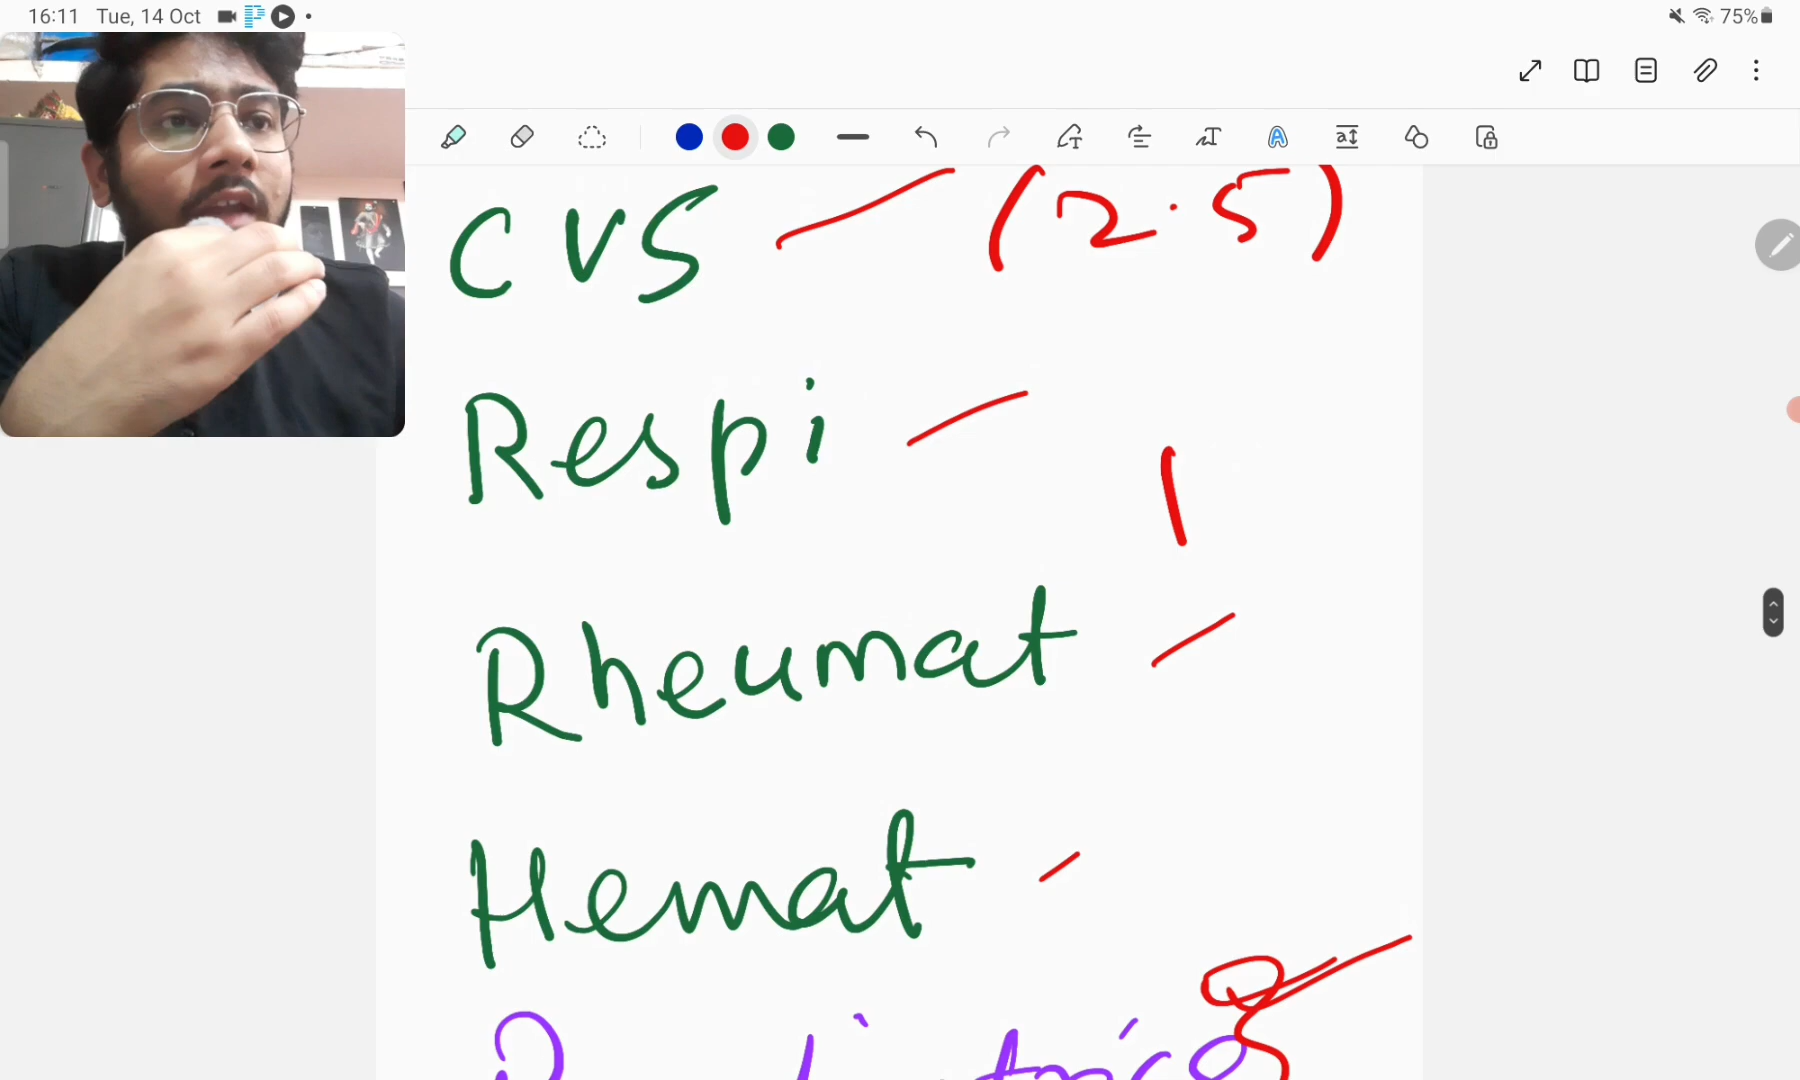 16:11 Tue, 14 Oct 75%
CVS — (2.5)
Respi —
Rheumat —
Hemat -